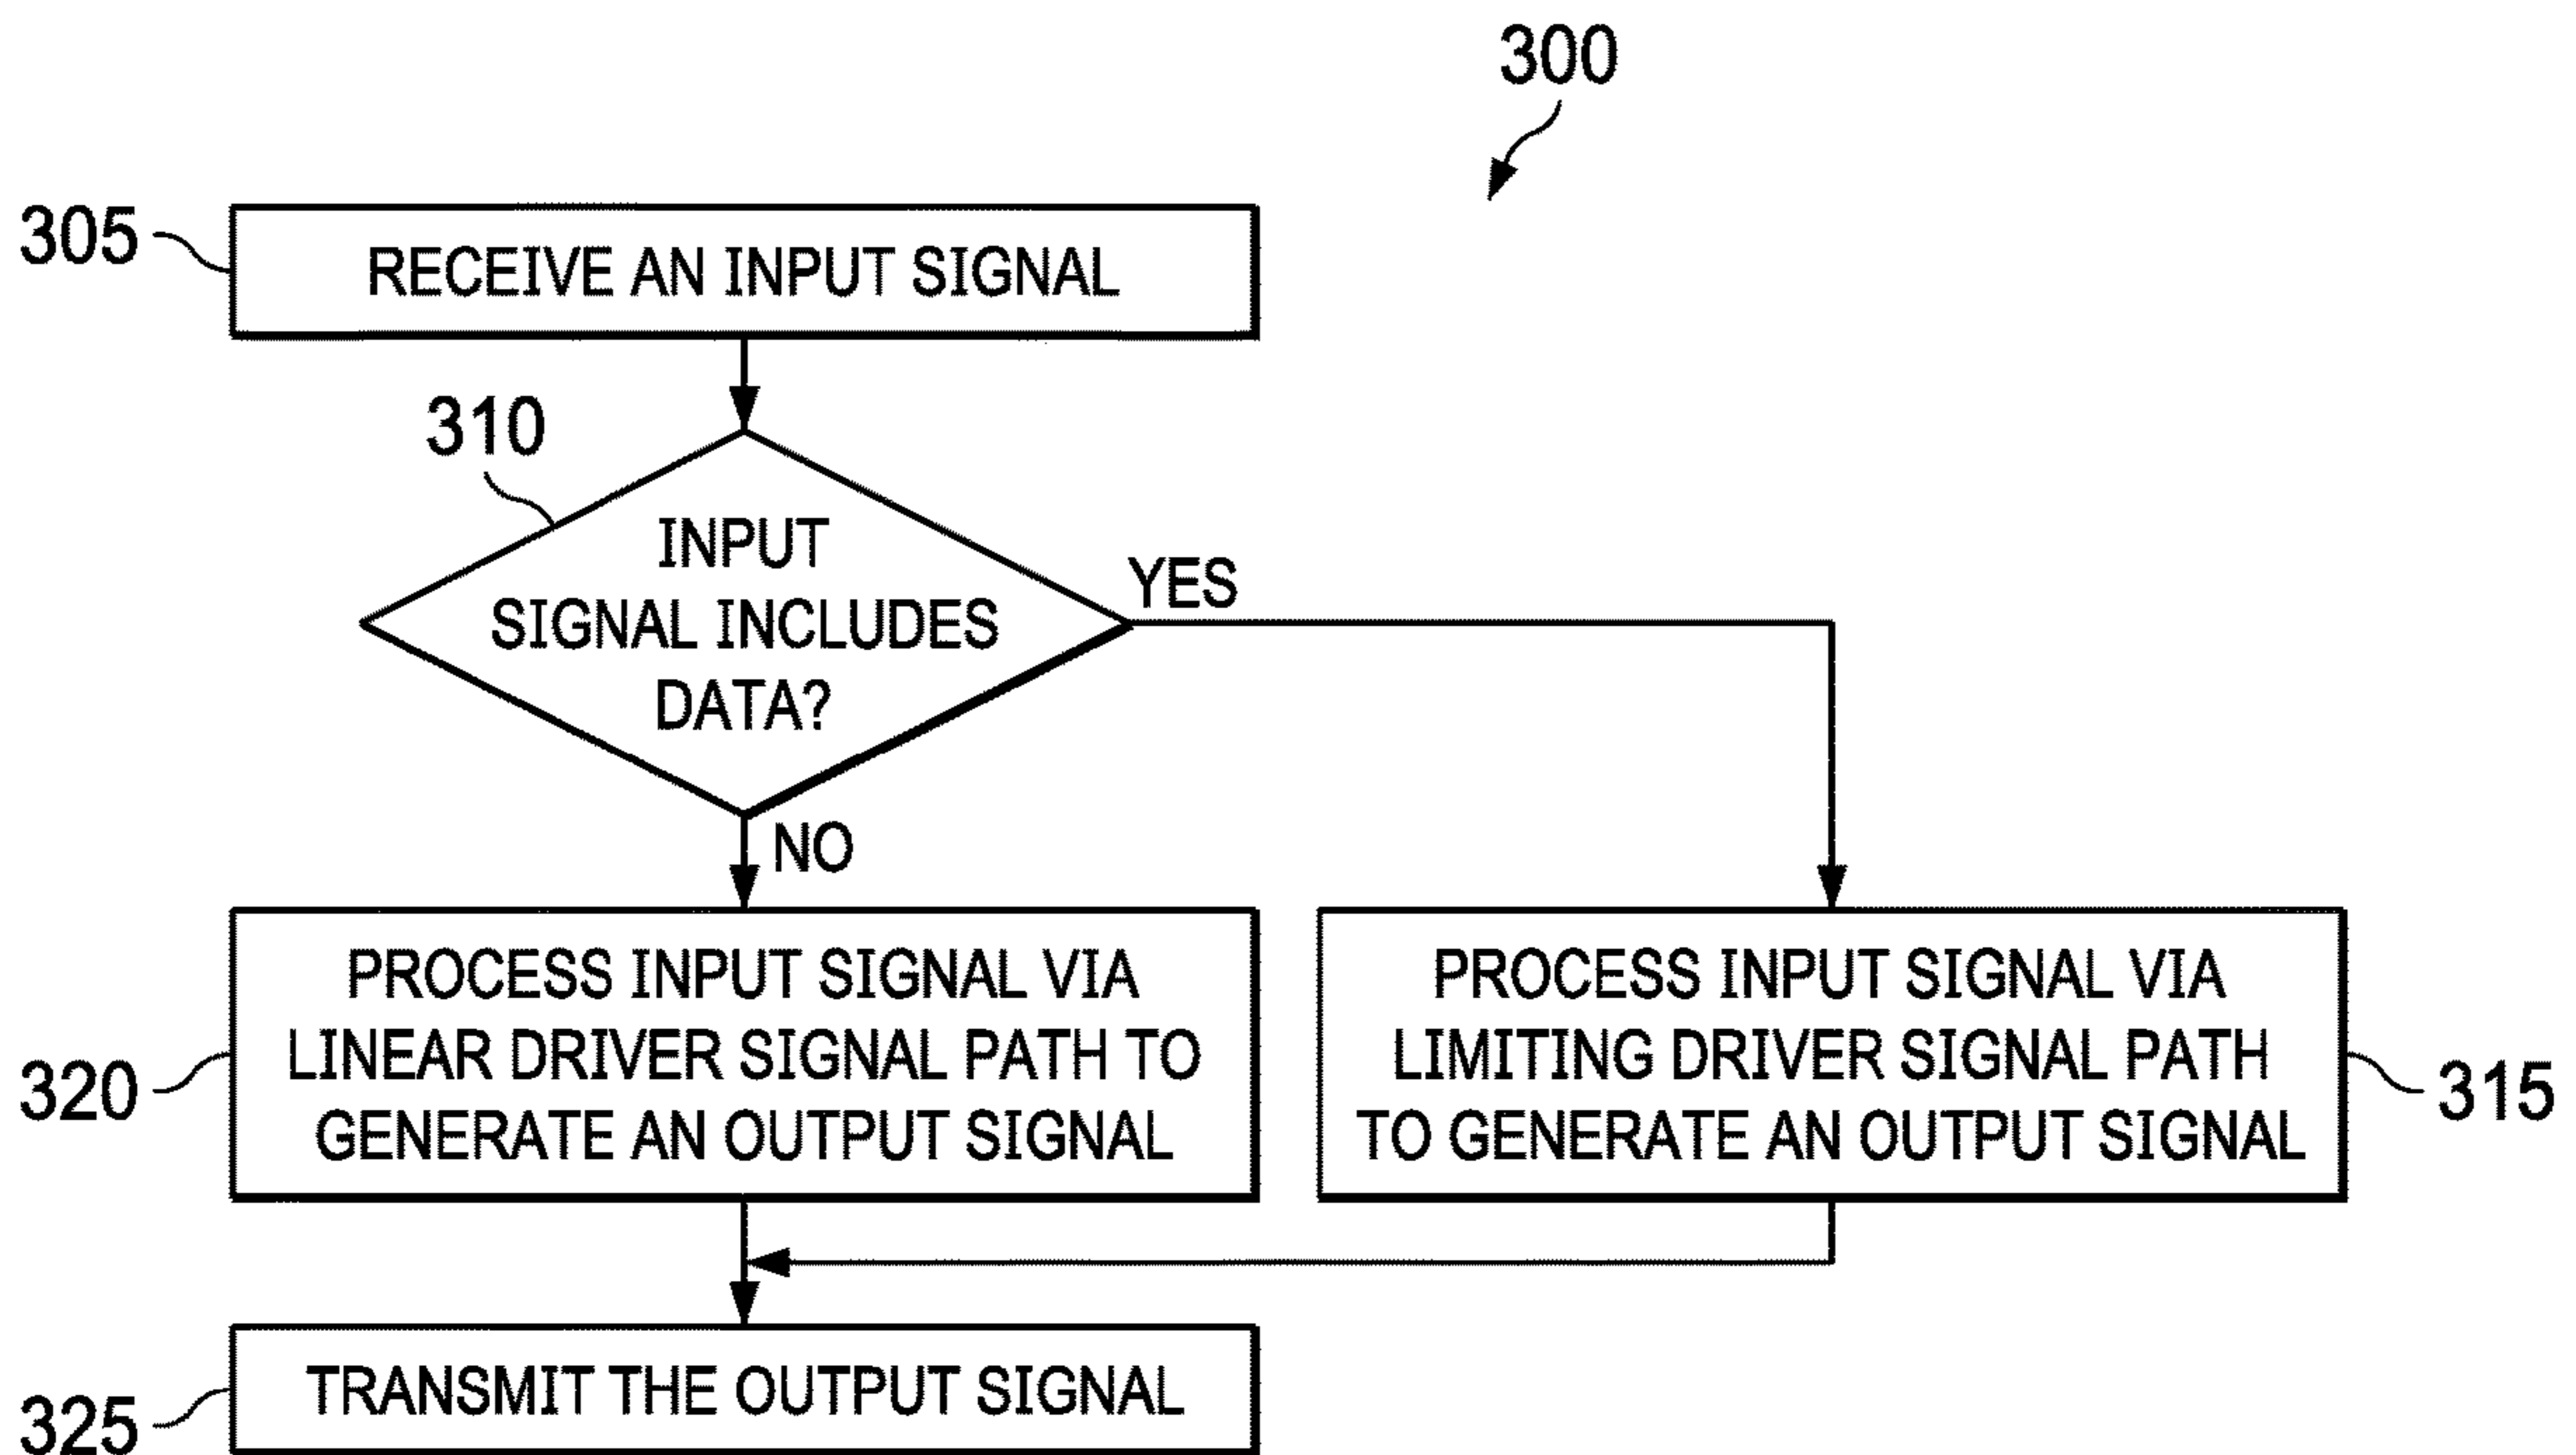 300
305
RECEIVE AN INPUT SIGNAL
310
INPUT
SIGNAL INCLUDES
DATA?
YES
NO
320
PROCESS INPUT SIGNAL VIA
LINEAR DRIVER SIGNAL PATH TO
GENERATE AN OUTPUT SIGNAL
PROCESS INPUT SIGNAL VIA
LIMITING DRIVER SIGNAL PATH
TO GENERATE AN OUTPUT SIGNAL
315
325
TRANSMIT THE OUTPUT SIGNAL